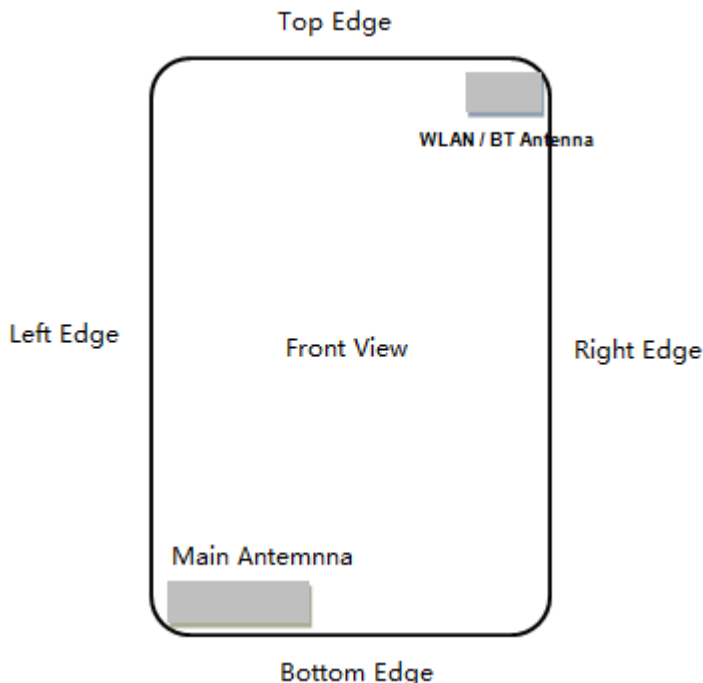 Top Edge
WLAN / BT Antenna
Left Edge
Front View
Right Edge
Main Antemnna
Bottom Edge